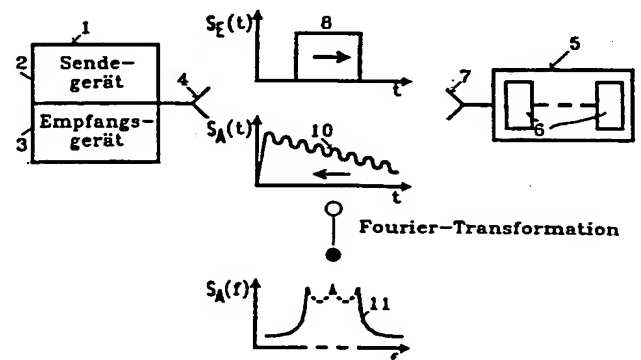 1
2
Sende-
gerät
3
Empfangs-
gerät
4
S_E(t)
8
t
S_A(t)
10
t
7
5
6
Fourier-Transformation
S_A(f)
11
f